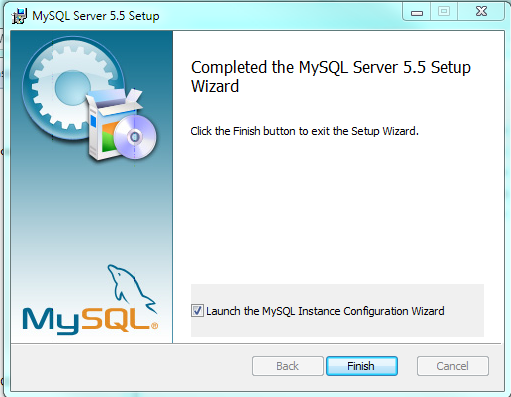 MySQL Server 5.5 Setup
Completed the MySQL Server 5.5 Setup
Wizard
Click the Finish button to exit the Setup Wizard.
MySQL®
Launch the MySQL Instance Configuration Wizard
Back
Finish
Cancel